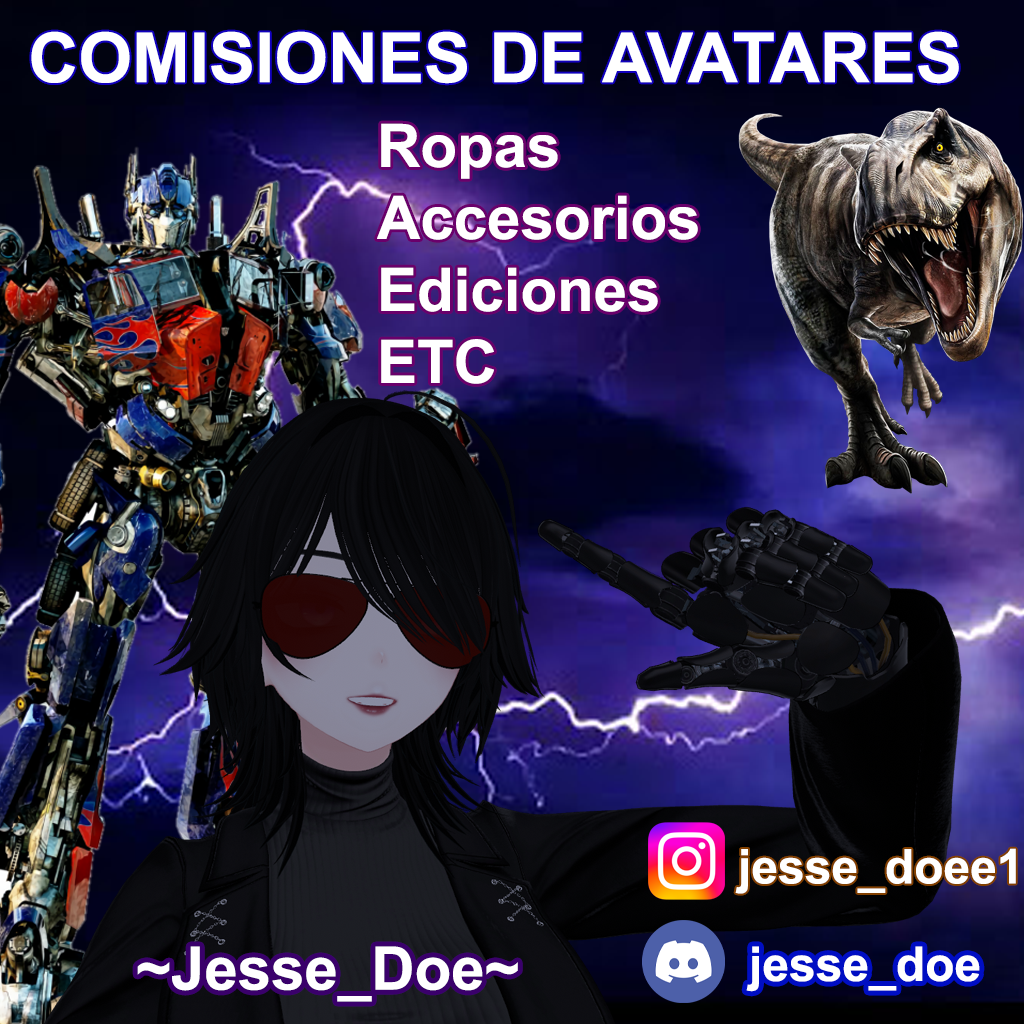 COMISIONES DE AVATARES
Ropas
Accesorios
Ediciones
ETC
jesse_doee1
jesse_doe
~Jesse_Doe~